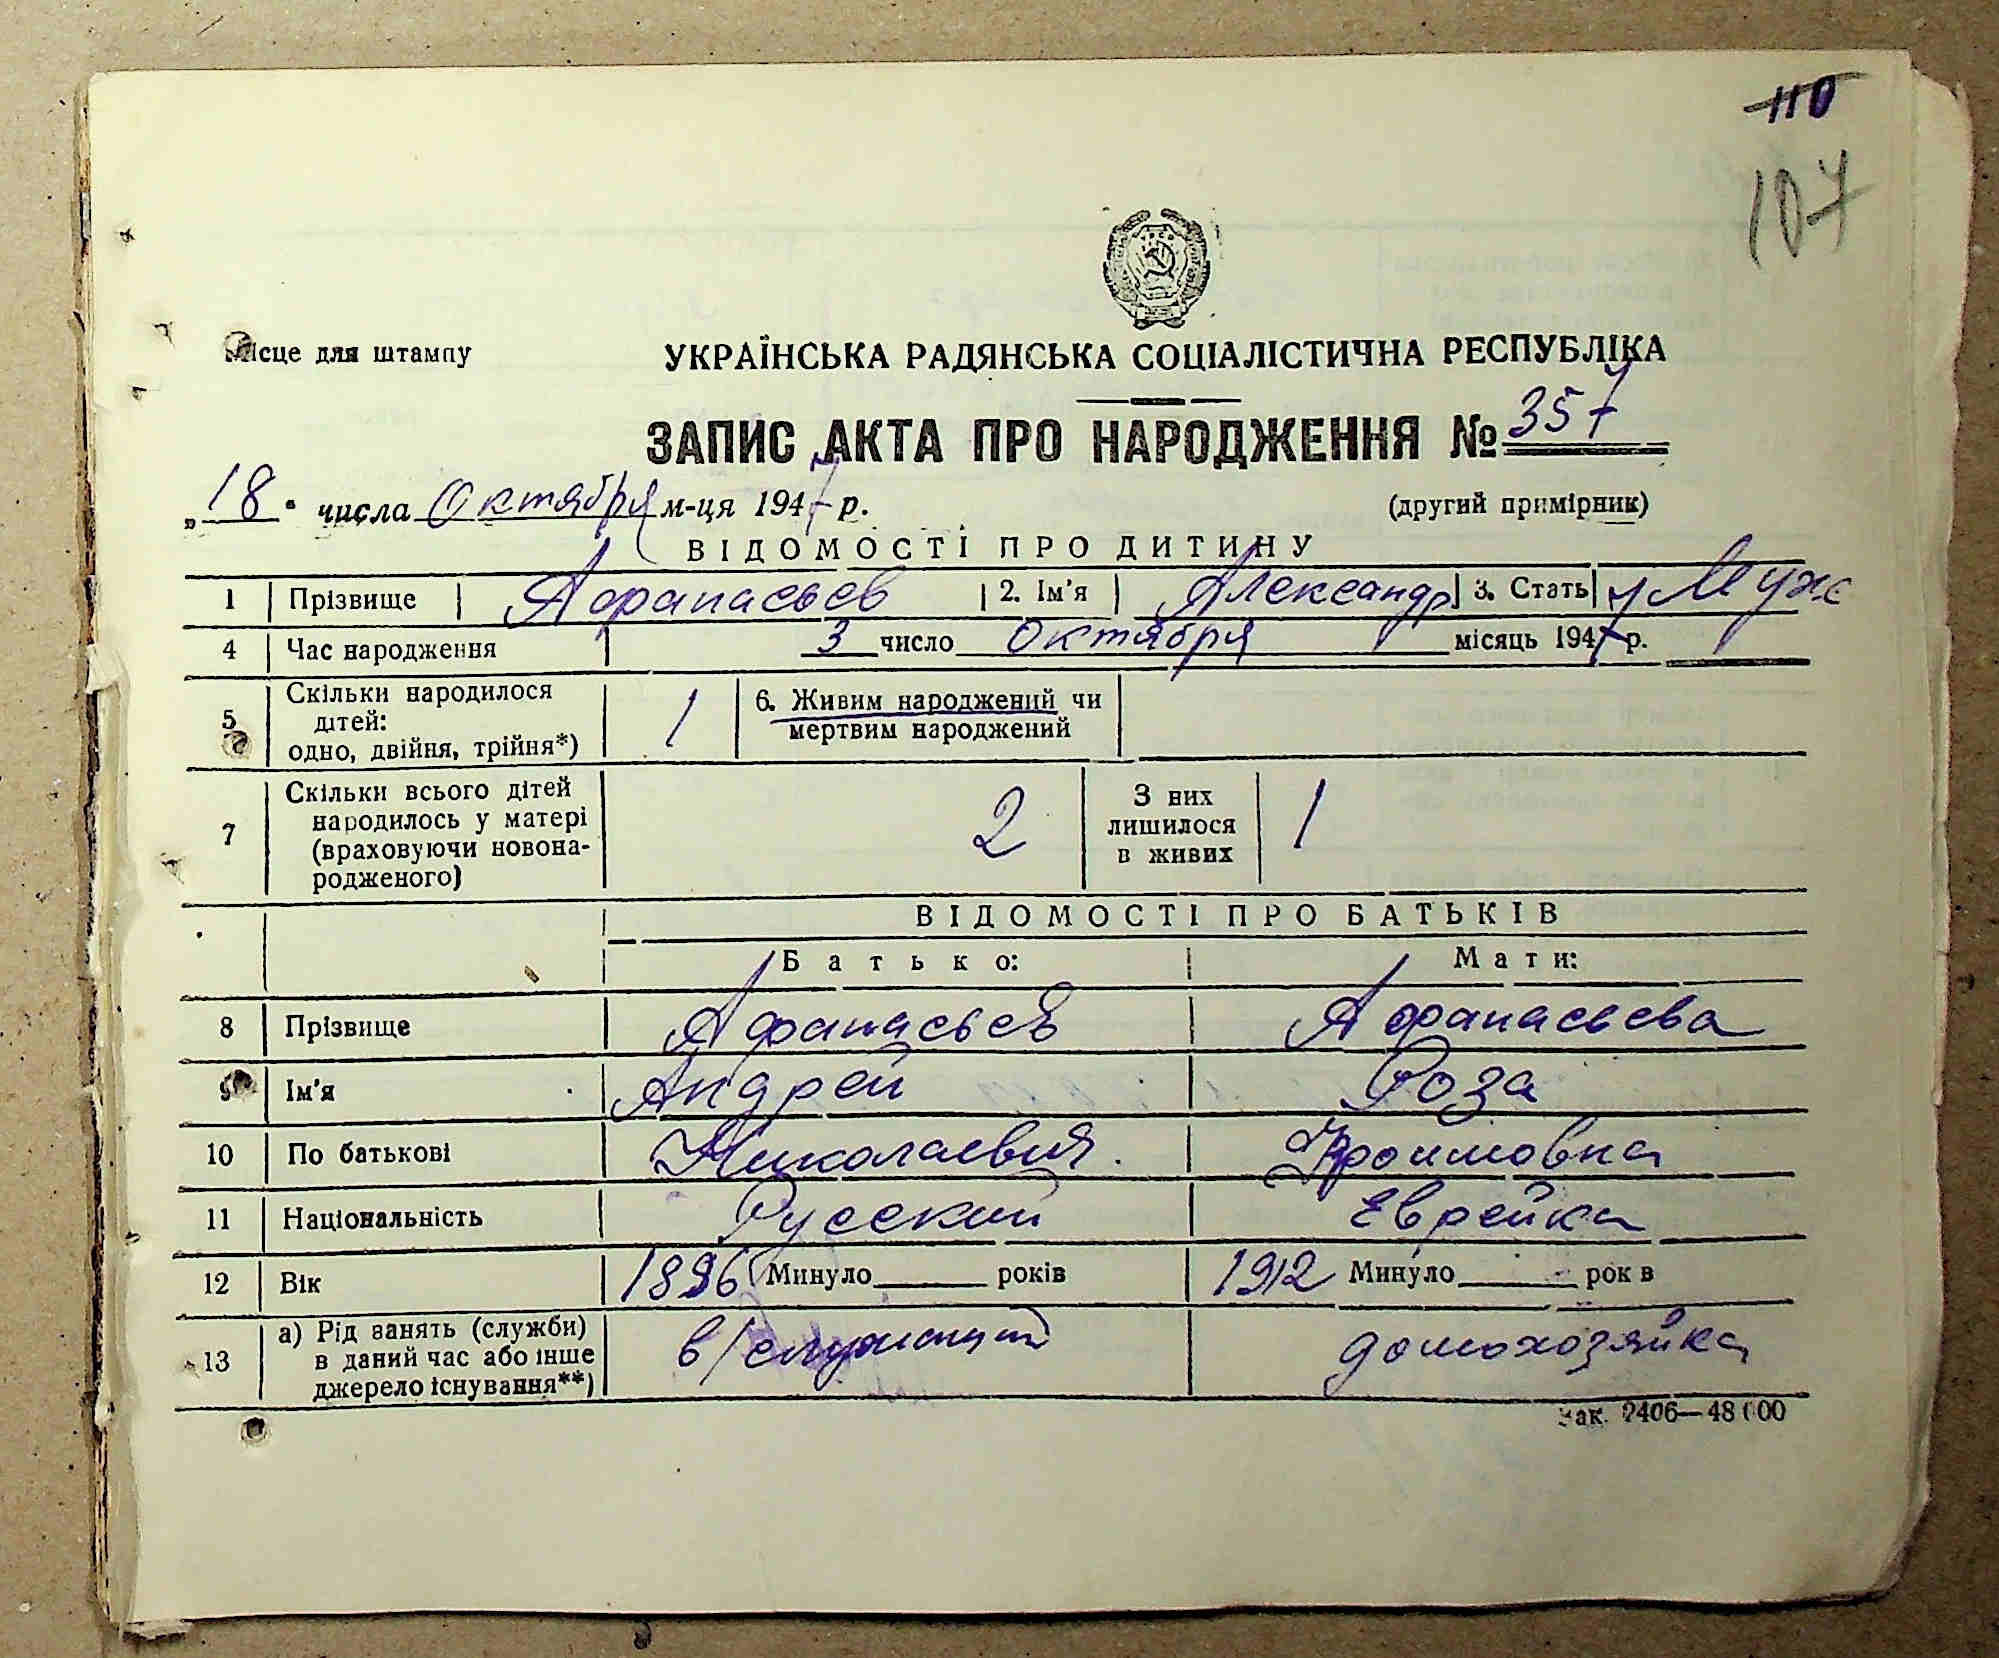 110
107
Місце для штампу
УКРАЇНСЬКА РАДЯНСЬКА СОЦІАЛІСТИЧНА РЕСПУБЛІКА
ЗАПИС АКТА ПРО НАРОДЖЕННЯ № 357
„18" числа Октября м-ця 1947 р. (другий примірник)
ВІДОМОСТІ ПРО ДИТИНУ
1 Прізвище Афанасьев 2. Ім'я Александр 3. Стать Муж
4 Час народження 3 число Октября місяць 1947 р.
5 Скільки народилося дітей: одно, двійня, трійня*) 1 6. Живим народжений чи мертвим народжений
7 Скільки всього дітей народилось у матері (враховуючи новонародженого) 2 З них лишилося в живих 1
ВІДОМОСТІ ПРО БАТЬКІВ
Батько: Мати:
8 Прізвище Афанасьев Афанасьева
9 Ім'я Андрей Роза
10 По батькові Николаевич Фроимовна
11 Національність Русский Еврейка
12 Вік 1896 Минуло ____ років 1912 Минуло ____ рок в
13 а) Рід занять (служби) в даний час або інше джерело існування**) в/служащий домохозяйка
Зак. 2406—48000